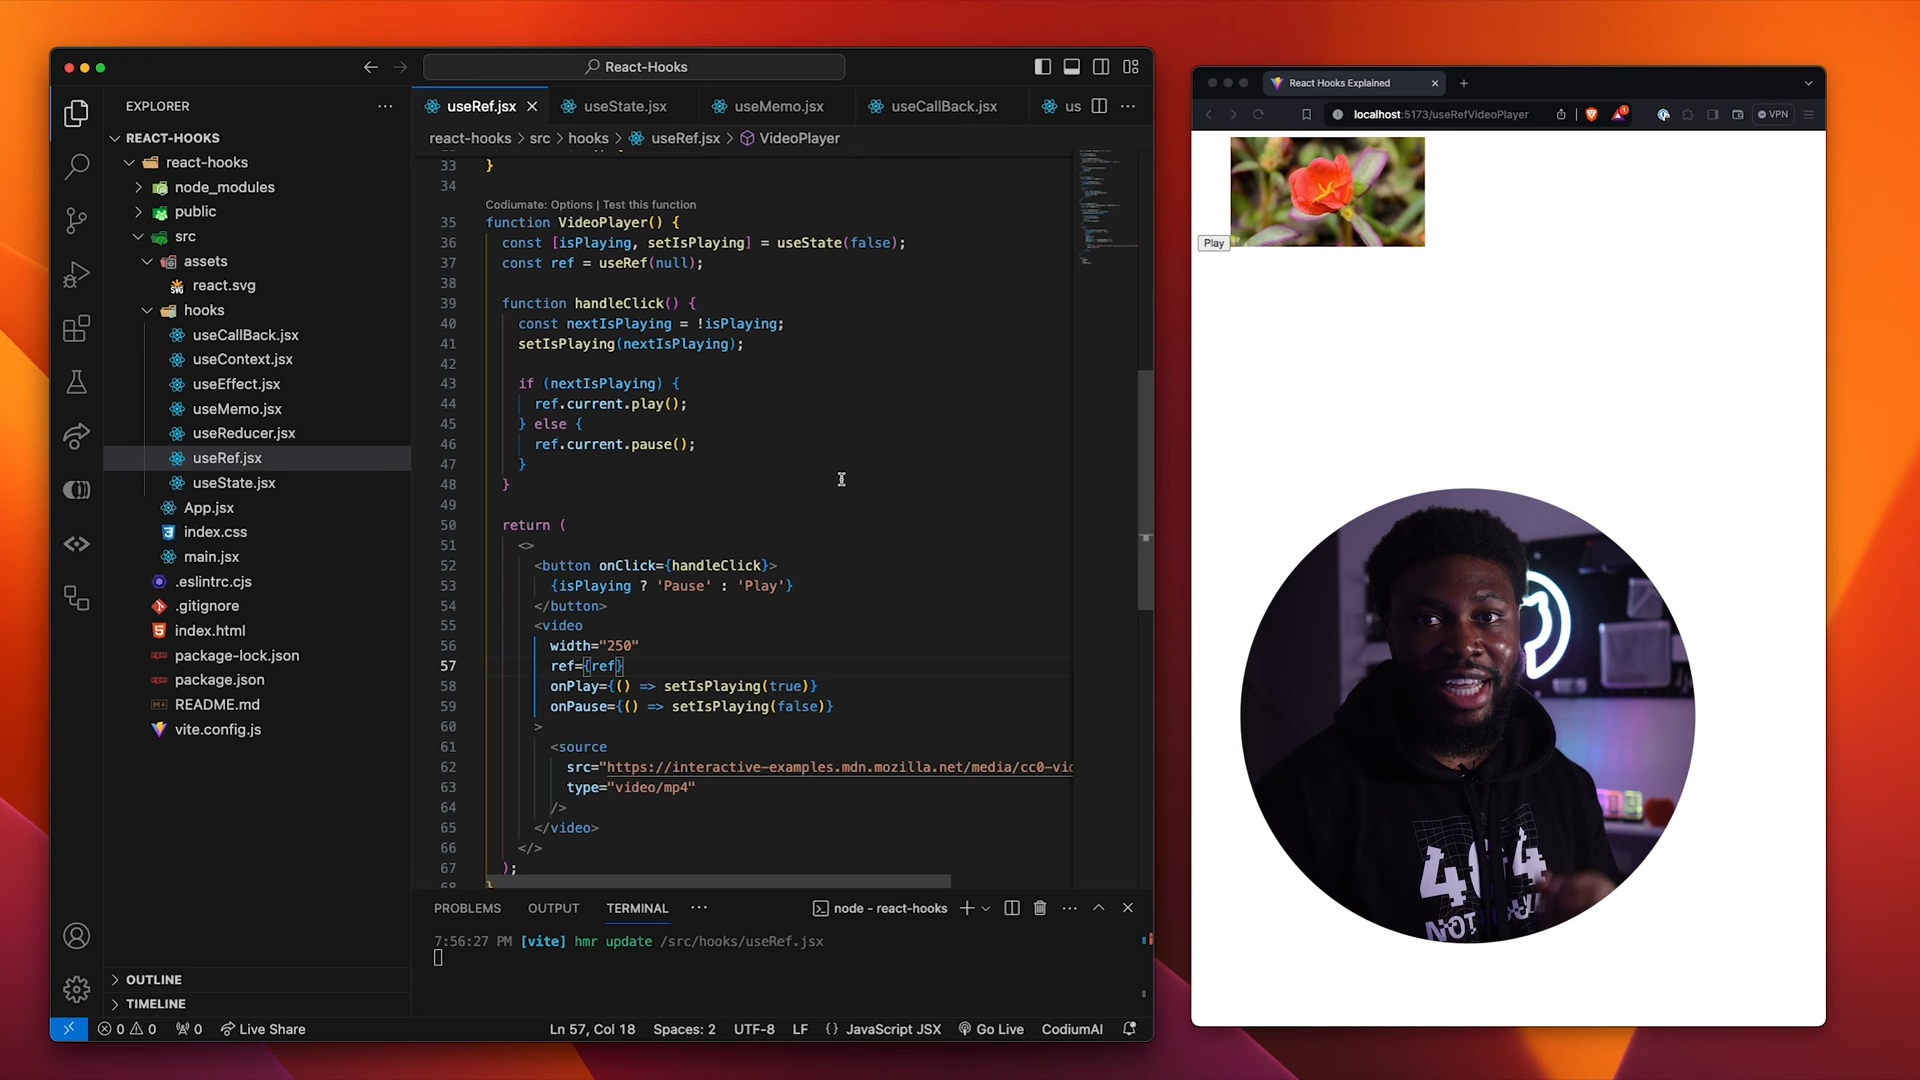 React-Hooks
EXPLORER
REACT-HOOKS
react-hooks
node_modules
public
src
assets
react.svg
hooks
useCallBack.jsx
useContext.jsx
useEffect.jsx
useMemo.jsx
useReducer.jsx
useRef.jsx
useState.jsx
App.jsx
index.css
main.jsx
.eslintrc.cjs
.gitignore
index.html
package-lock.json
package.json
README.md
vite.config.js
OUTLINE
TIMELINE
useRef.jsx useState.jsx useMemo.jsx useCallBack.jsx us
react-hooks > src > hooks > useRef.jsx > VideoPlayer
33 }
34
Codiumate: Options | Test this function
35 function VideoPlayer() {
36 const [isPlaying, setIsPlaying] = useState(false);
37 const ref = useRef(null);
38
39 function handleClick() {
40 const nextIsPlaying = !isPlaying;
41 setIsPlaying(nextIsPlaying);
42
43 if (nextIsPlaying) {
44 ref.current.play();
45 } else {
46 ref.current.pause();
47 }
48 }
49
50 return (
51 <>
52 <button onClick={handleClick}>
53 {isPlaying ? 'Pause' : 'Play'}
54 </button>
55 <video
56 width="250"
57 ref={ref}
58 onPlay={() => setIsPlaying(true)}
59 onPause={() => setIsPlaying(false)}
60 >
61 <source
62 src="https://interactive-examples.mdn.mozilla.net/media/cc0-vid
63 type="video/mp4"
64 />
65 </video>
66 </>
67 );
68 }
PROBLEMS OUTPUT TERMINAL node - react-hooks
7:56:27 PM [vite] hmr update /src/hooks/useRef.jsx
0 0 0 Live Share Ln 57, Col 18 Spaces: 2 UTF-8 LF {} JavaScript JSX Go Live CodiumAI
React Hooks Explained
localhost:5173/useRefVideoPlayer 1 VPN
Play
404